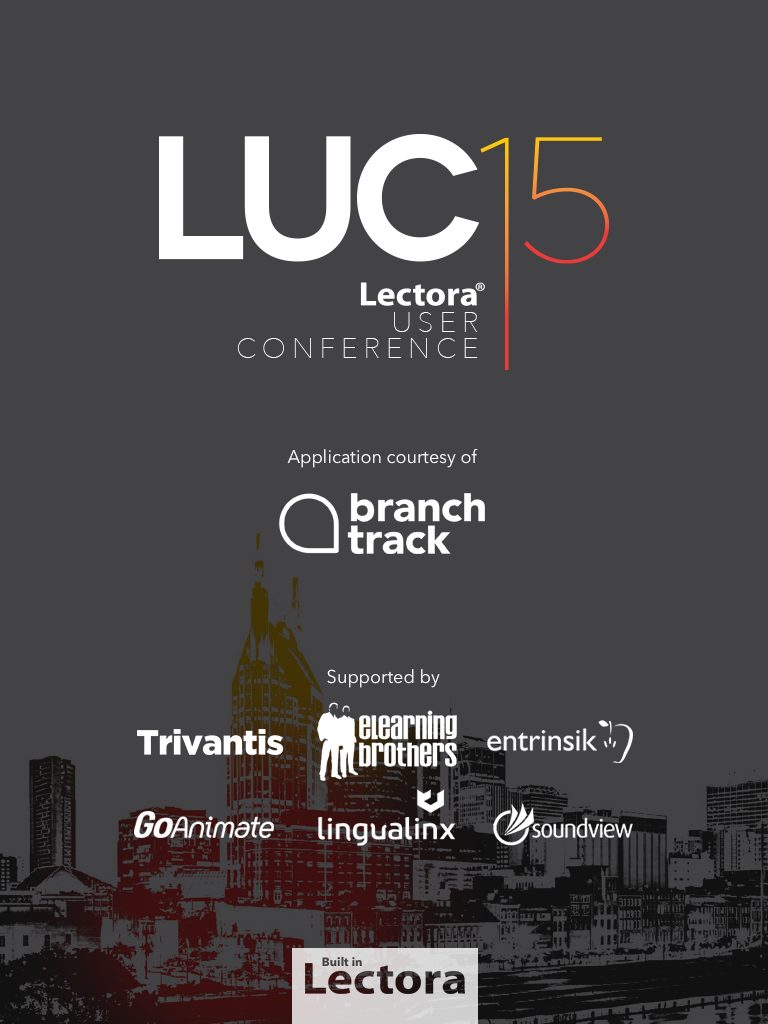 LUC15
Lectora®
USER
CONFERENCE
Application courtesy of
branch
track
Supported by
Trivantis
elearning
brothers
entrinsik
GoAnimate
lingualinx
soundview
Built in
Lectora